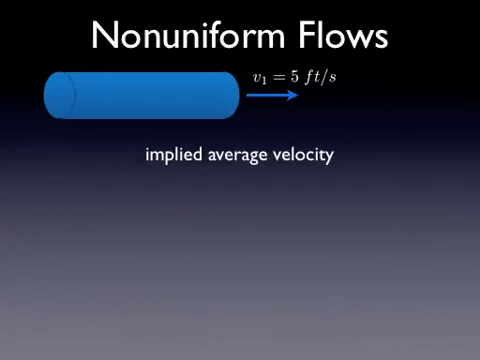 Nonuniform Flows
v₁ = 5 ft/s
implied average velocity